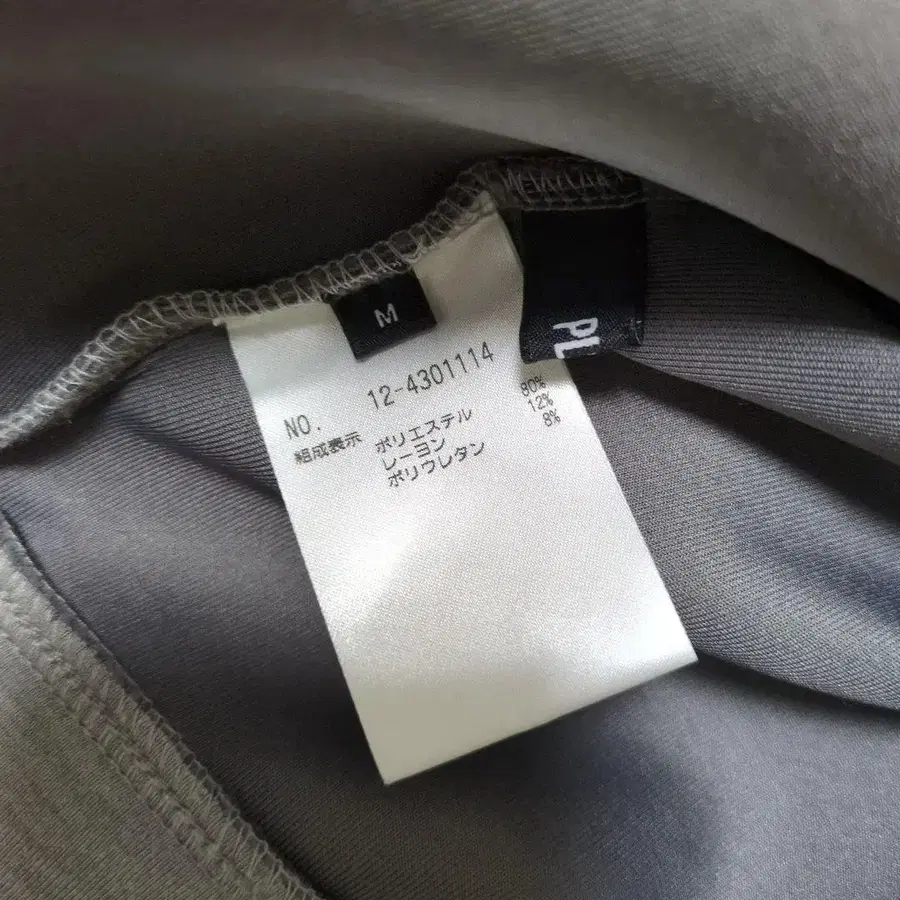 M
PL
NO. 12-4301114
組成表示 ポリエステル 80%
レーヨン 12%
ポリウレタン 8%